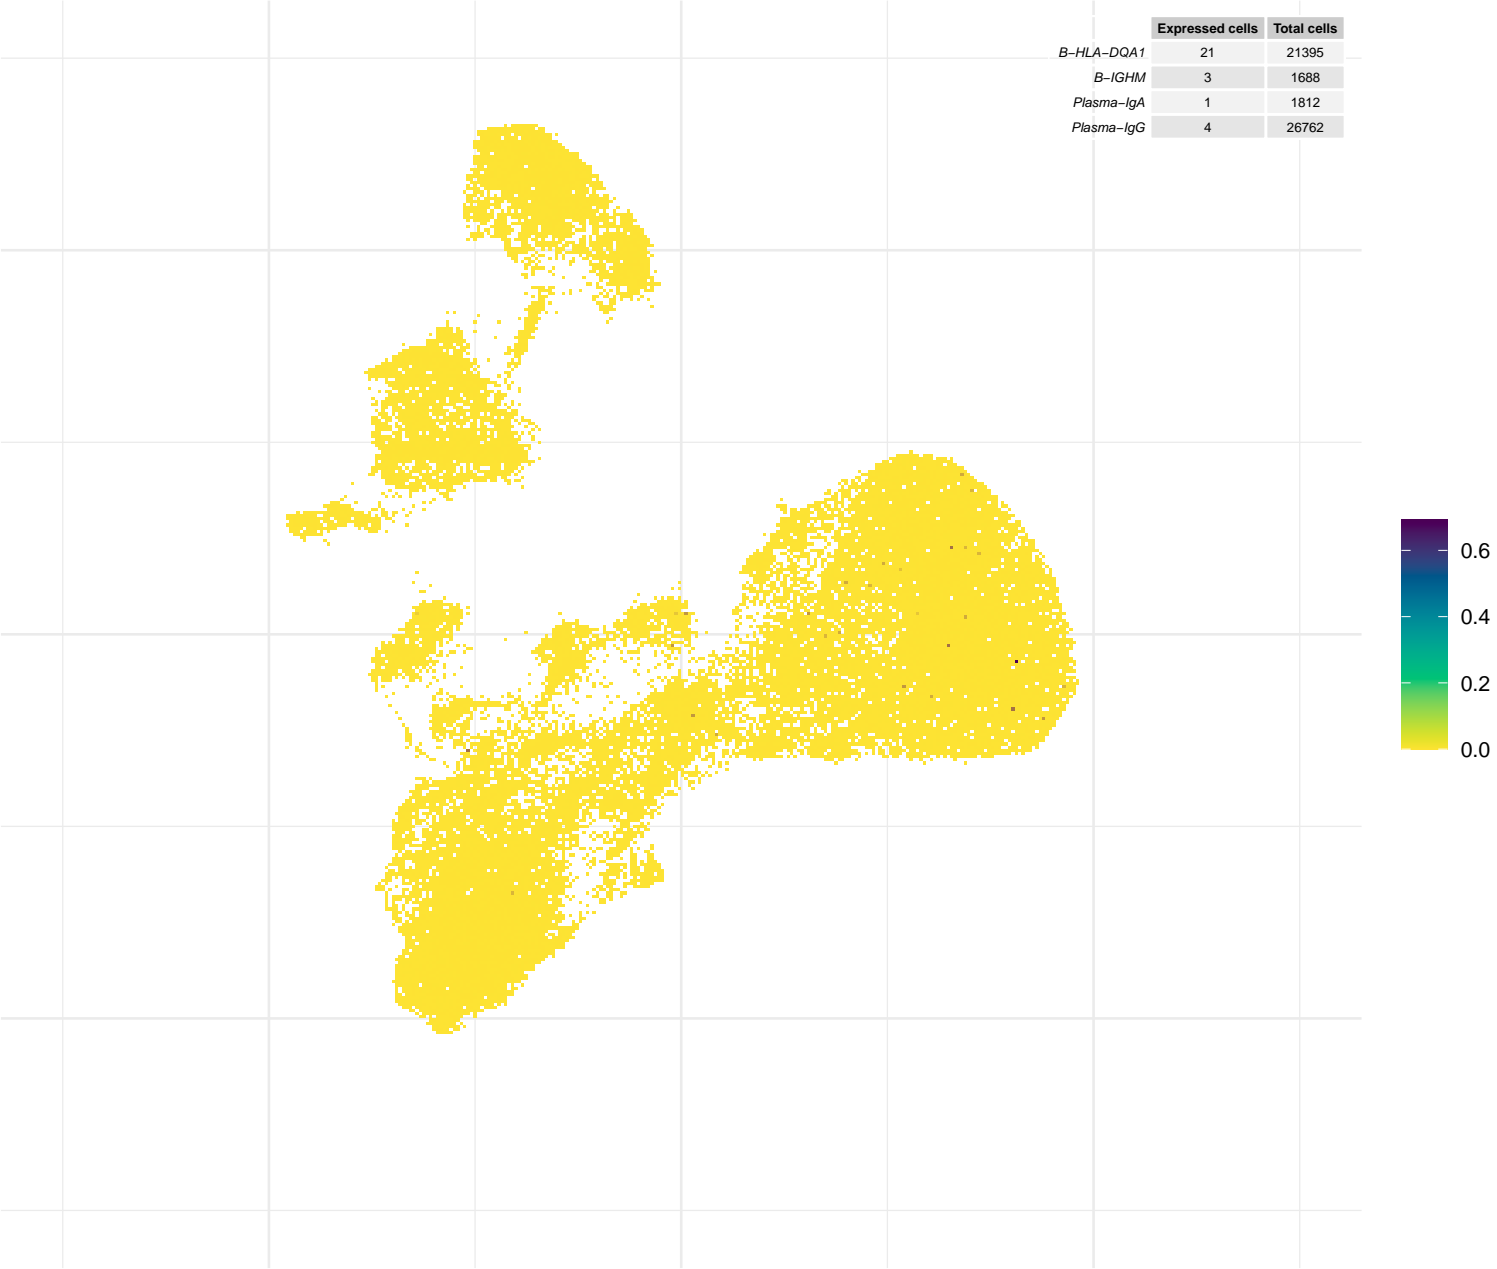 Expressed cells Total cells
B−HLA−DQA1 21 21395
B−IGHM 3 1688
Plasma−IgA 1 1812
Plasma−IgG 4 26762
0.6
0.4
0.2
0.0